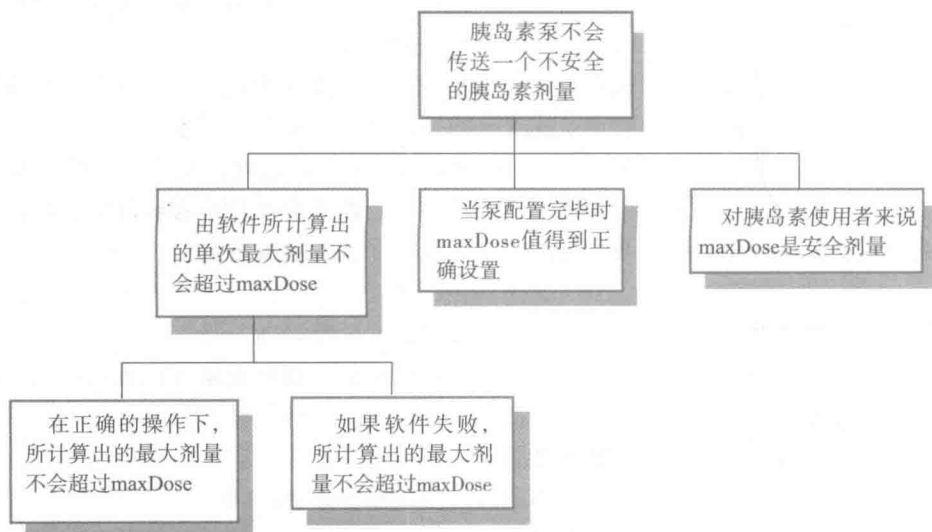 胰岛素泵不会
传送一个不安全
的胰岛素剂量
由软件所计算出
的单次最大剂量不
会超过maxDose
当泵配置完毕时
maxDose值得到正
确设置
对胰岛素使用者来说
maxDose是安全剂量
在正确的操作下，
所计算出的最大剂量
不会超过maxDose
如果软件失败，
所计算出的最大剂
量不会超过maxDose